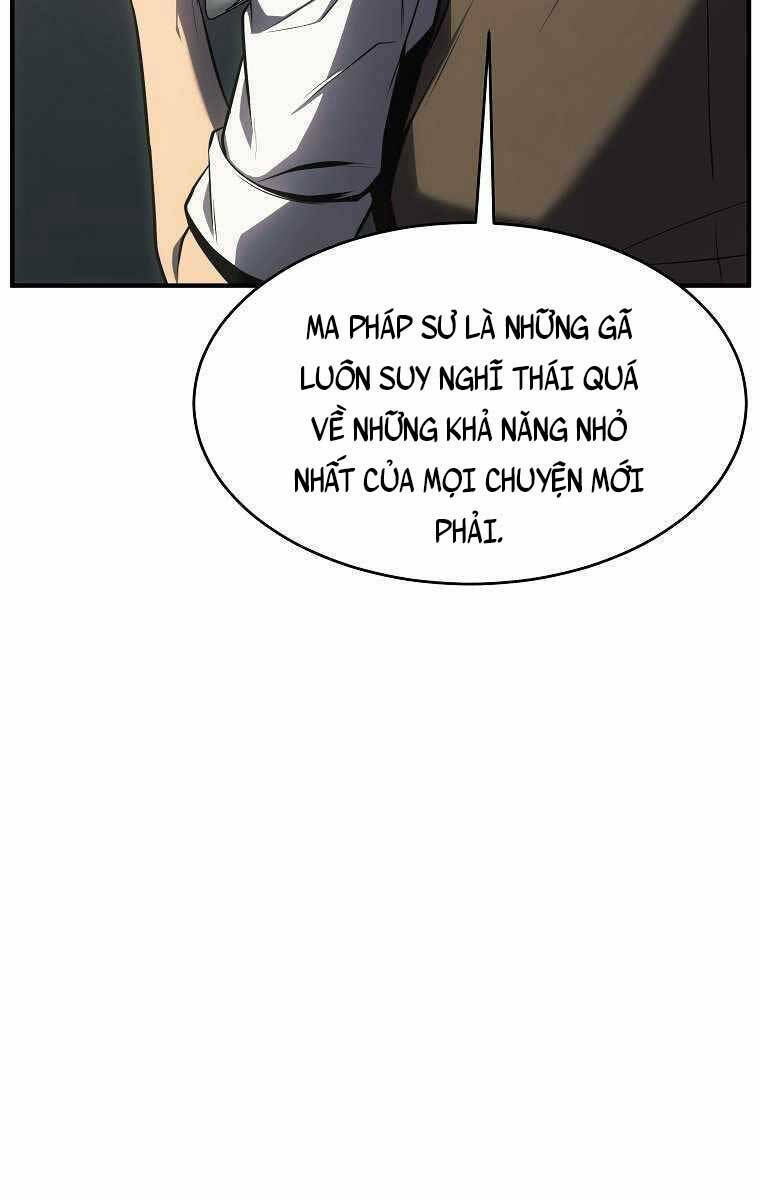 MA PHÁP SƯ LÀ NHỮNG GÃ
LUÔN SUY NGHĨ THÁI QUÁ
VỀ NHỮNG KHẢ NĂNG NHỎ
NHẤT CỦA MỌI CHUYỆN MỚI
PHẢI.